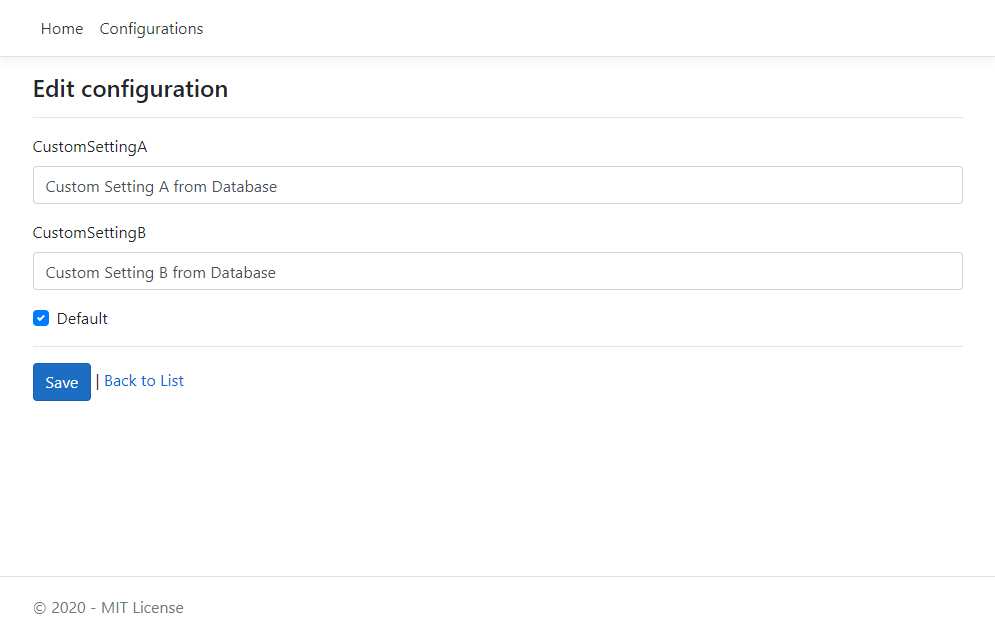 Home Configurations
Edit configuration
CustomSettingA
Custom Setting A from Database
CustomSettingB
Custom Setting B from Database
Default
Save | Back to List
© 2020 - MIT License